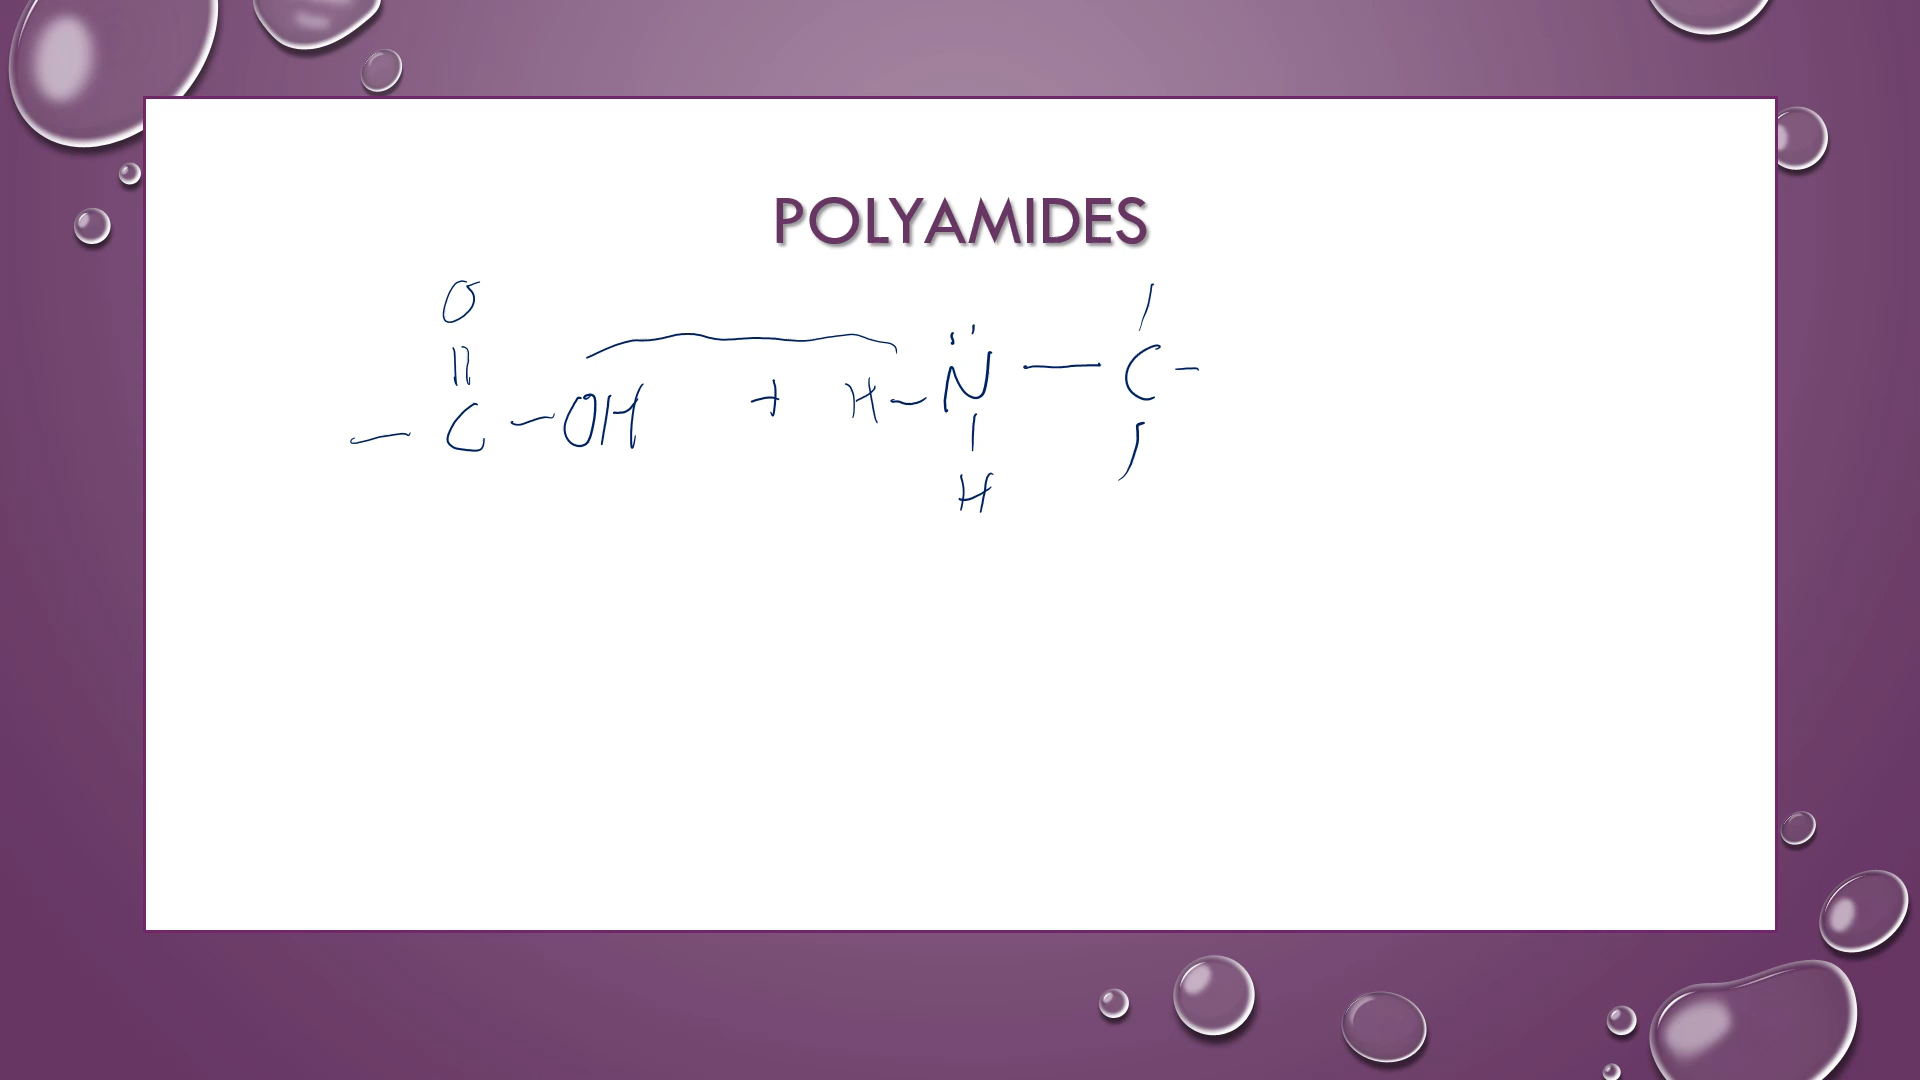 POLYAMIDES
O
||
— C — OH + H — N̈ — C —
|
H